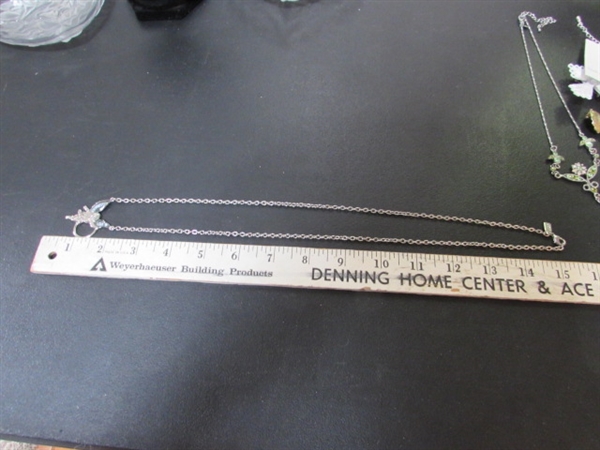 1 2 3 4 5 6 7 8 9 10 11 12 13 14 15
Weyerhaeuser Building Products DENNING HOME CENTER & ACE